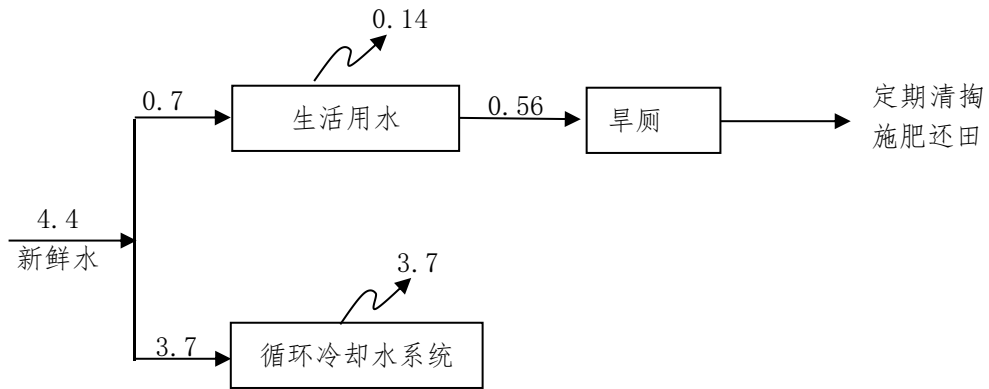 0.14
0.7
生活用水
0.56
旱厕
定期清掏
施肥还田
4.4
新鲜水
3.7
3.7
循环冷却水系统